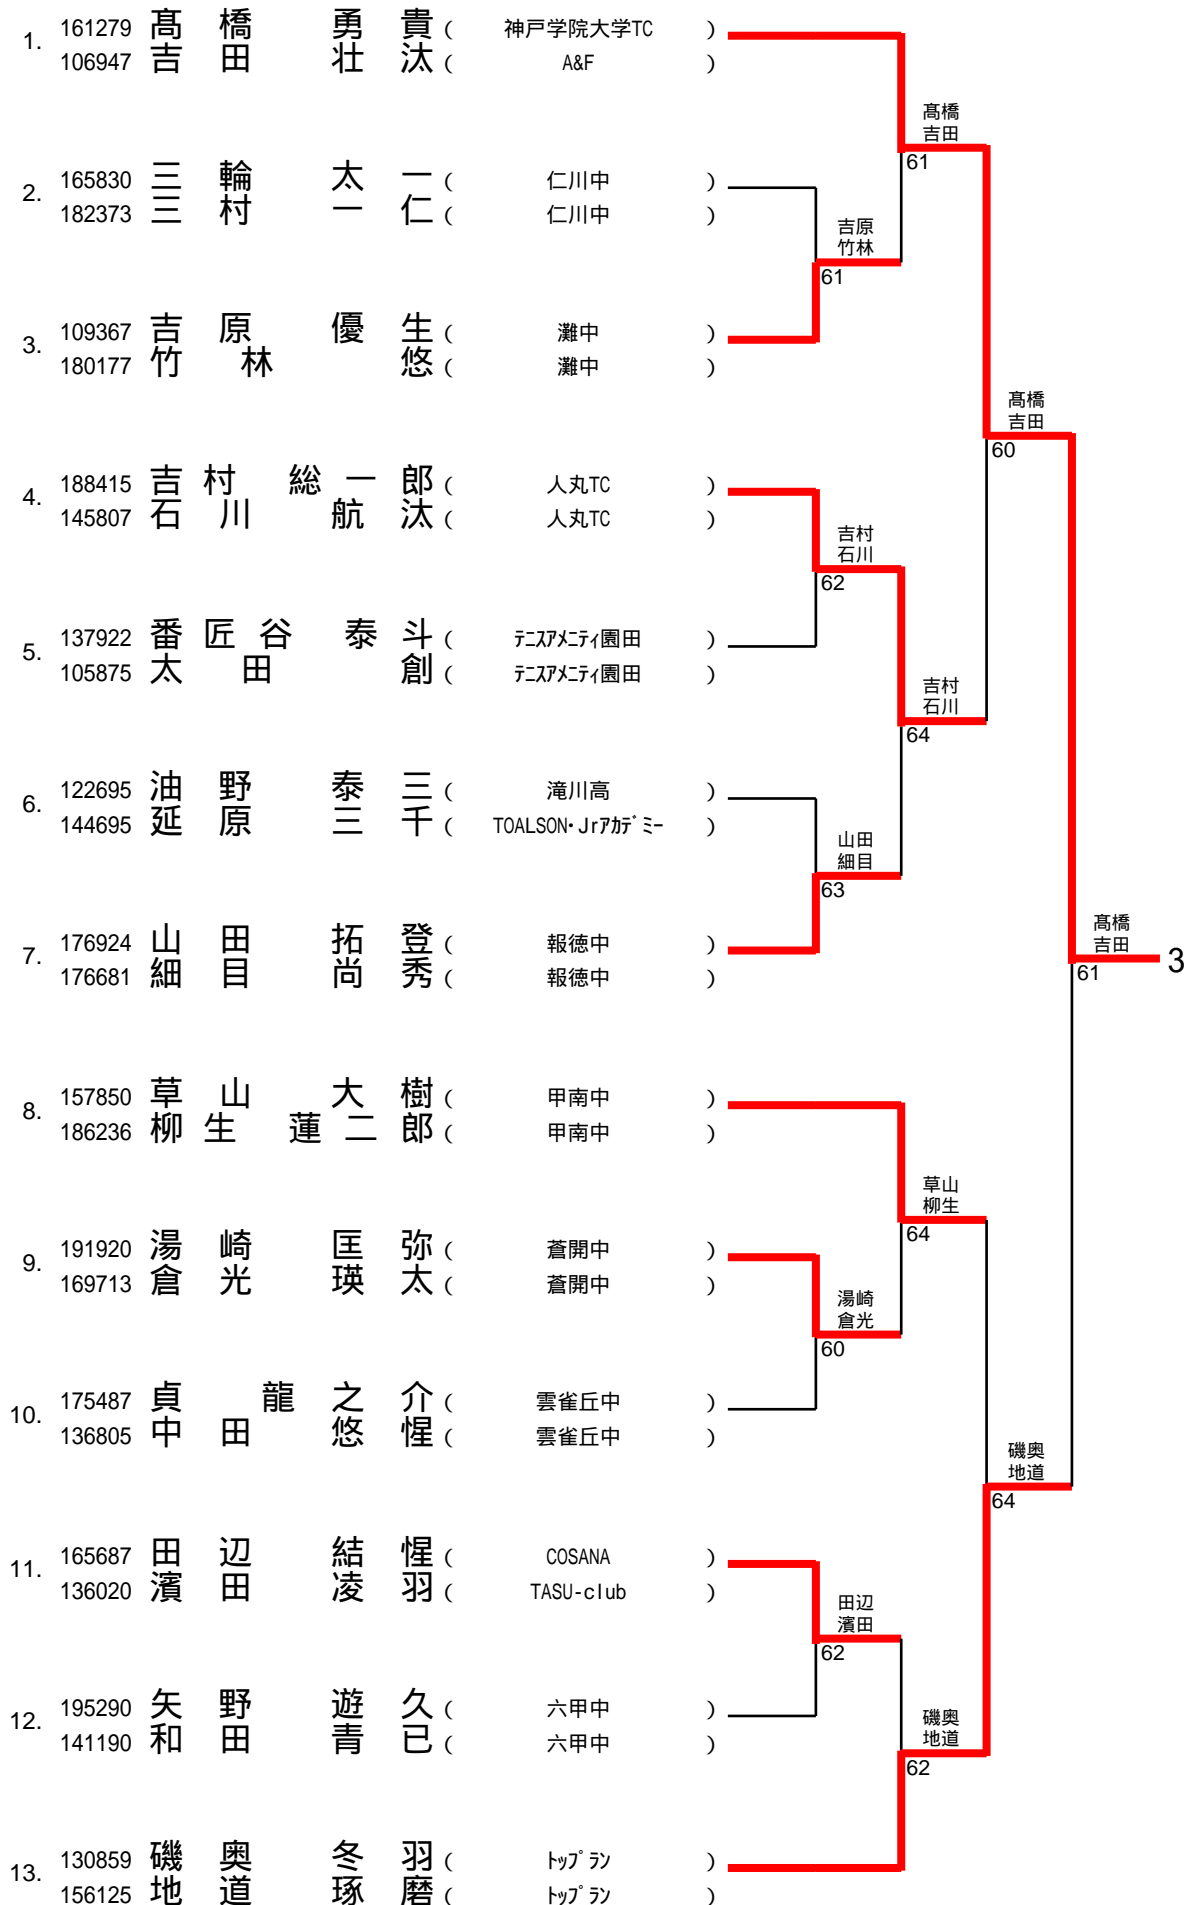 1. 161279 髙橋 勇貴 ( 神戸学院大学TC )
106947 吉田 壮汰 ( A&F )
髙橋
吉田
61
2. 165830 三輪 太一 ( 仁川中 )
182373 三村 一仁 ( 仁川中 )
吉原
竹林
61
3. 109367 吉原 優生 ( 灘中 )
180177 竹林 悠 ( 灘中 )
髙橋
吉田
60
4. 188415 吉村 総一郎 ( 人丸TC )
145807 石川 航汰 ( 人丸TC )
吉村
石川
62
5. 137922 番匠谷 泰斗 ( テニスアメニティ園田 )
105875 太田 創 ( テニスアメニティ園田 )
吉村
石川
64
6. 122695 油野 泰三 ( 滝川高 )
144695 延原 三千 ( TOALSON・Jrアカデミー )
山田
細目
63
7. 176924 山田 拓登 ( 報徳中 )
176681 細目 尚秀 ( 報徳中 )
髙橋
吉田
3
61
8. 157850 草山 大樹 ( 甲南中 )
186236 柳生 蓮二郎 ( 甲南中 )
草山
柳生
64
9. 191920 湯崎 匡弥 ( 蒼開中 )
169713 倉光 瑛太 ( 蒼開中 )
湯崎
倉光
60
10. 175487 貞 龍之介 ( 雲雀丘中 )
136805 中田 悠惺 ( 雲雀丘中 )
磯奥
地道
64
11. 165687 田辺 結惺 ( COSANA )
136020 濱田 凌羽 ( TASU-club )
田辺
濱田
62
12. 195290 矢野 遊久 ( 六甲中 )
141190 和田 青已 ( 六甲中 )
磯奥
地道
62
13. 130859 磯奥 冬羽 ( トップラン )
156125 地道 琢磨 ( トップラン )